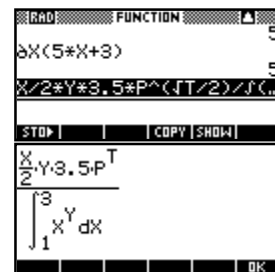 RAD FUNCTION
5
∂X(5*X+3)
5
X/2*Y*3.5*P^(√T/2)/∫(…
STO▶ COPY SHOW
X/2·Y·3.5·P^T
∫1 3 X^Y dX
OK